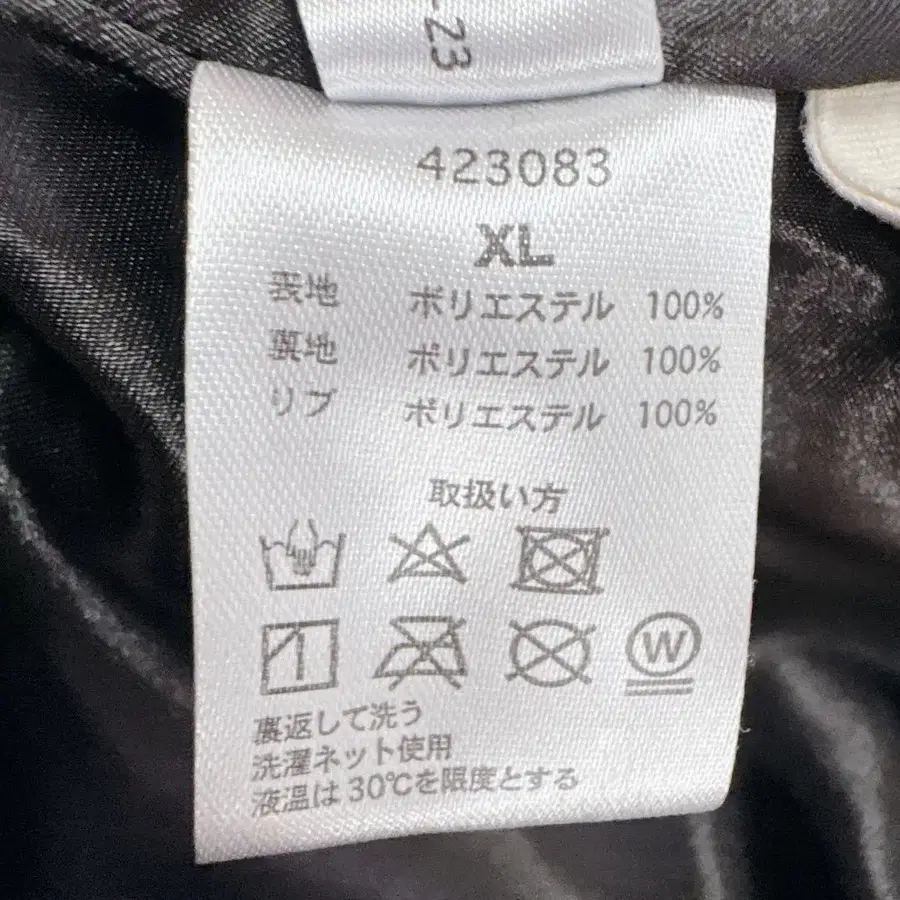 -23
423083
XL
表地 ポリエステル 100%
裏地 ポリエステル 100%
リブ ポリエステル 100%
取扱い方
W
裏返して洗う
洗濯ネット使用
液温は30℃を限度とする